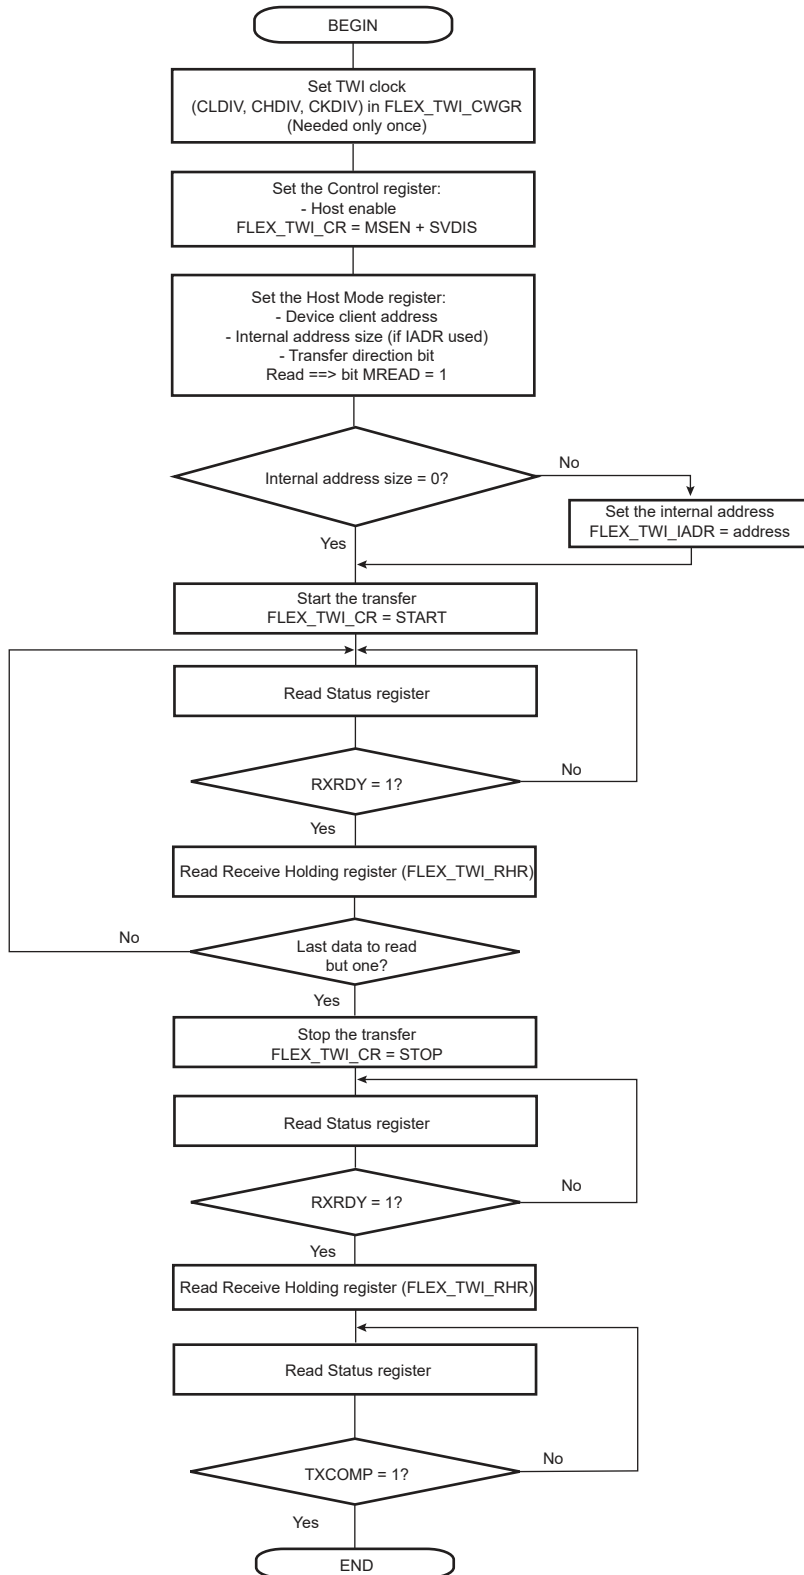 BEGIN
Set TWI clock
(CLDIV, CHDIV, CKDIV) in FLEX_TWI_CWGR
(Needed only once)
Set the Control register:
- Host enable
FLEX_TWI_CR = MSEN + SVDIS
Set the Host Mode register:
- Device client address
- Internal address size (if IADR used)
- Transfer direction bit
Read ==> bit MREAD = 1
Internal address size = 0?
No
Set the internal address
FLEX_TWI_IADR = address
Yes
Start the transfer
FLEX_TWI_CR = START
Read Status register
RXRDY = 1?
No
Yes
Read Receive Holding register (FLEX_TWI_RHR)
No
Last data to read
but one?
Yes
Stop the transfer
FLEX_TWI_CR = STOP
Read Status register
RXRDY = 1?
No
Yes
Read Receive Holding register (FLEX_TWI_RHR)
Read Status register
TXCOMP = 1?
No
Yes
END